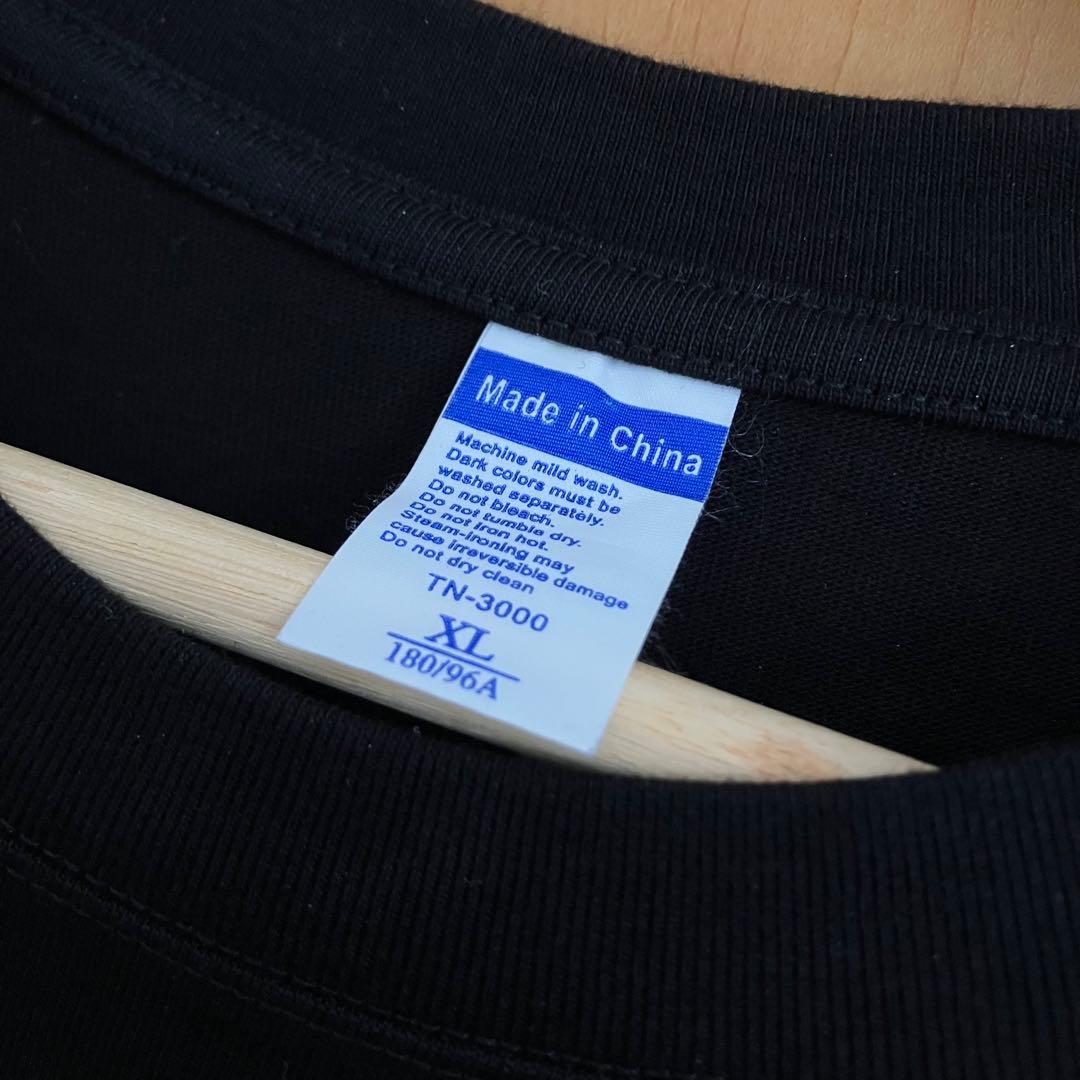 Made in China
Machine mild wash.
Dark colors must be
washed separately.
Do not bleach.
Do not tumble dry.
Do not iron hot.
Steam-ironing may
cause irreversible damage
Do not dry clean
TN-3000
XL
180/96A